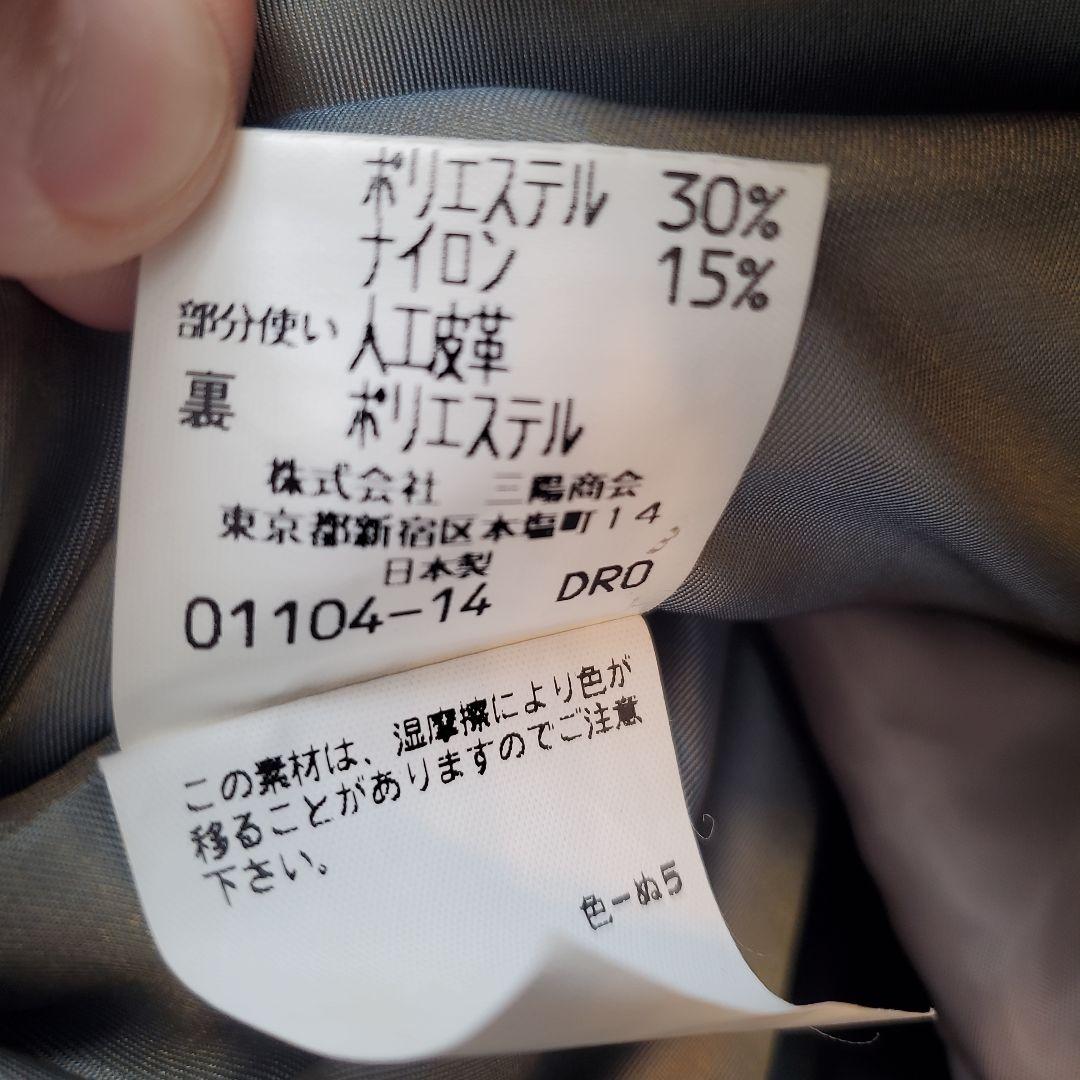 ポリエステル 30%
ナイロン 15%
部分使い 人工皮革
裏 ポリエステル
株式会社 三陽商会
東京都新宿区本塩町14
日本製
01104-14 DRO
この素材は、湿摩擦により色が
移ることがありますのでご注意
下さい。
色-ぬ5